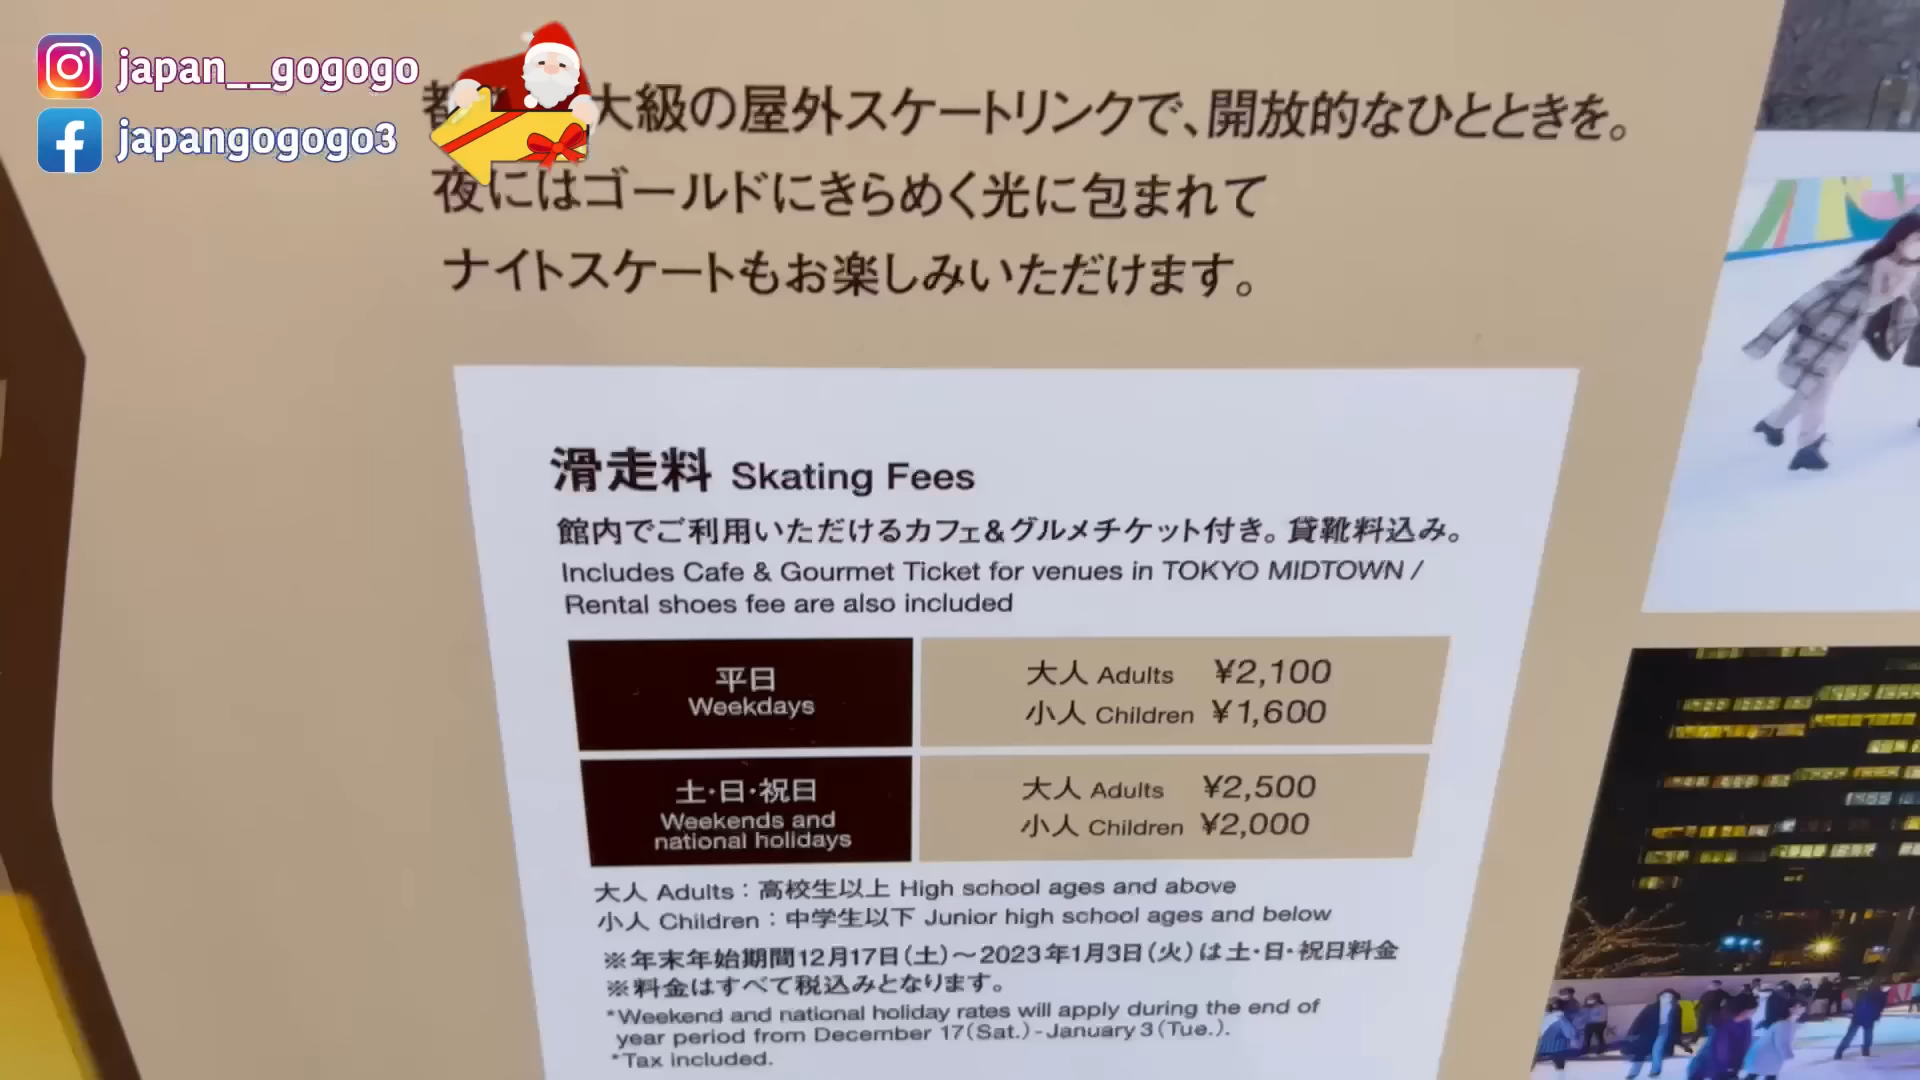 japan__gogogo
japangogogo3
大級の屋外スケートリンクで、開放的なひとときを。
夜にはゴールドにきらめく光に包まれて
ナイトスケートもお楽しみいただけます。
滑走料 Skating Fees
館内でご利用いただけるカフェ&グルメチケット付き。貸靴料込み。
Includes Cafe & Gourmet Ticket for venues in TOKYO MIDTOWN /
Rental shoes fee are also included
平日
Weekdays
大人 Adults ¥2,100
小人 Children ¥1,600
土・日・祝日
Weekends and
national holidays
大人 Adults ¥2,500
小人 Children ¥2,000
大人 Adults：高校生以上 High school ages and above
小人 Children：中学生以下 Junior high school ages and below
※年末年始期間12月17日(土)〜2023年1月3日(火)は土・日・祝日料金
※料金はすべて税込みとなります。
*Weekend and national holiday rates will apply during the end of
year period from December 17(Sat.)-January 3(Tue.).
*Tax included.